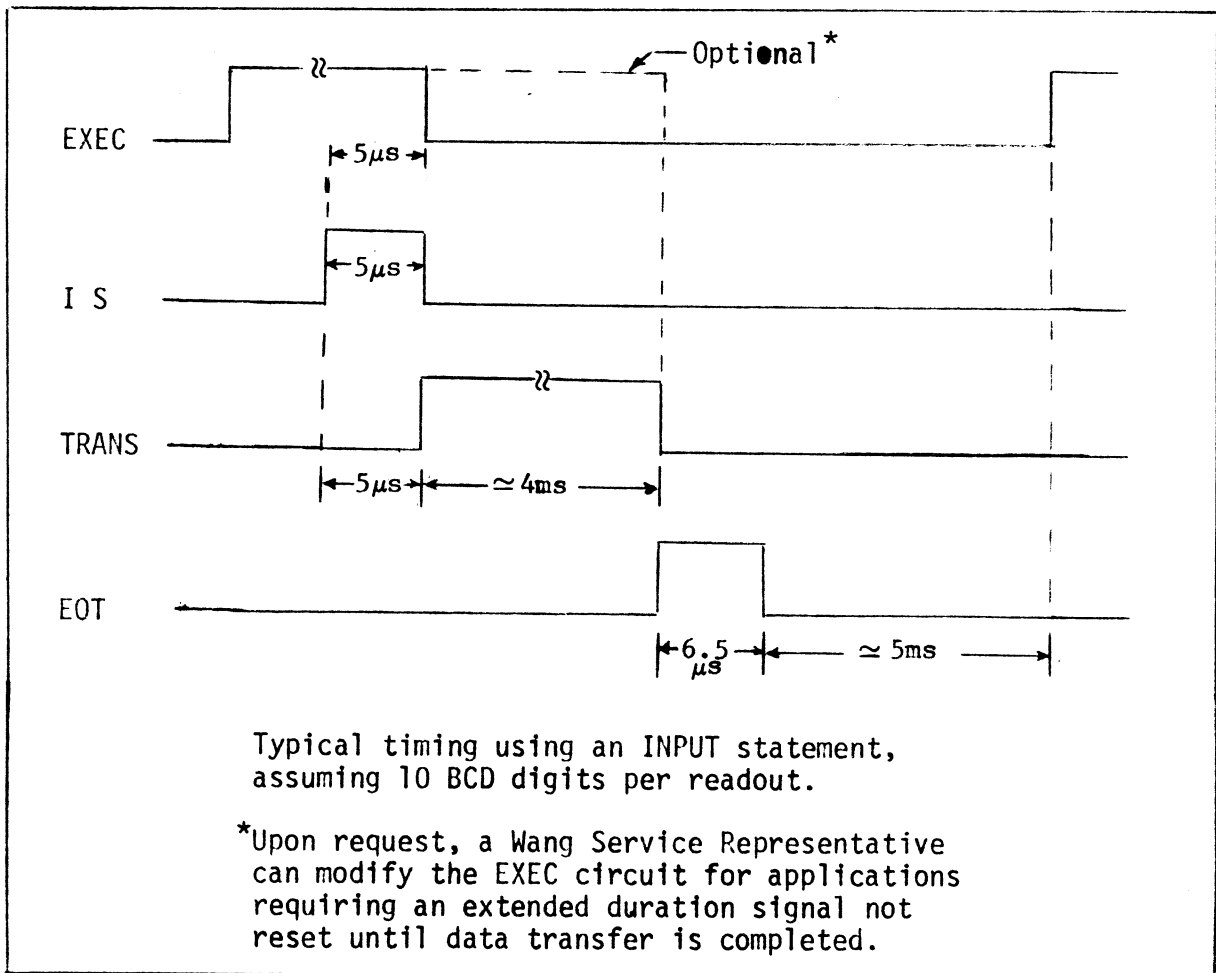 Optional*
EXEC
5μs
I S
5μs
TRANS
5μs
≃ 4ms
EOT
6.5
μs
≃ 5ms
Typical timing using an INPUT statement,
assuming 10 BCD digits per readout.
*Upon request, a Wang Service Representative
can modify the EXEC circuit for applications
requiring an extended duration signal not
reset until data transfer is completed.